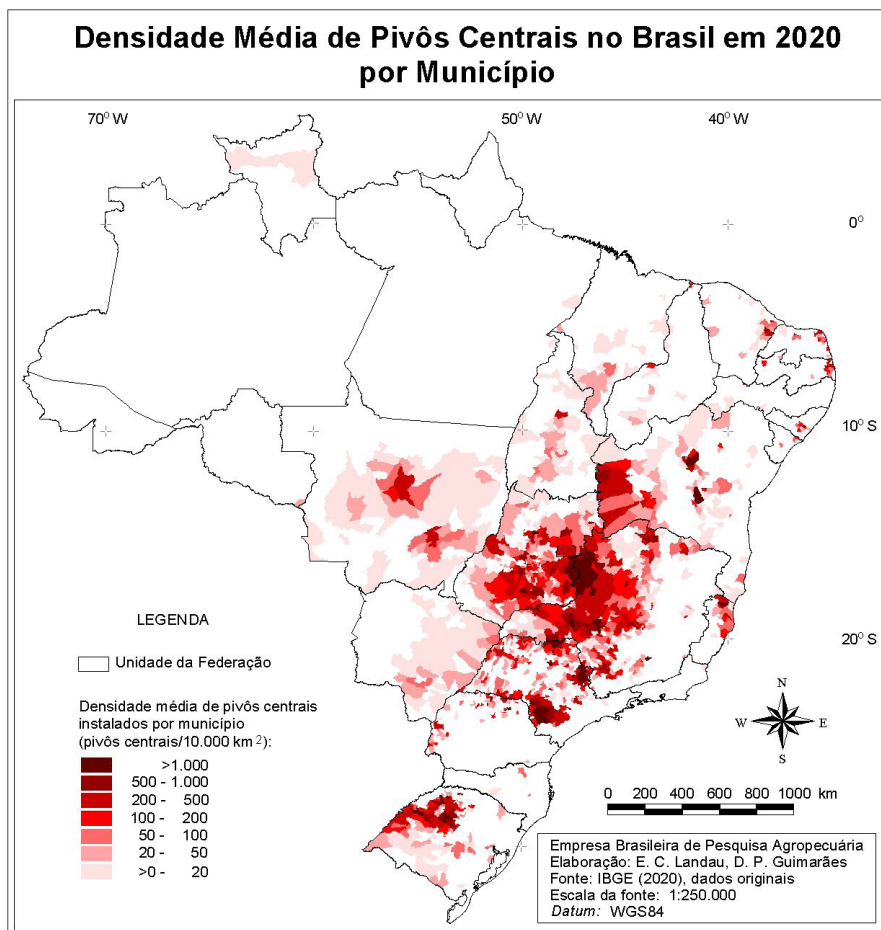 Densidade Média de Pivôs Centrais no Brasil em 2020
por Município
70° W
50° W
40° W
0°
10° S
20° S
LEGENDA
Unidade da Federação
Densidade média de pivôs centrais
instalados por município
(pivôs centrais/10.000 km²):
>1.000
500 - 1.000
200 - 500
100 - 200
50 - 100
20 - 50
>0 - 20
N
W E
S
0 200 400 600 800 1000 km
Empresa Brasileira de Pesquisa Agropecuária
Elaboração: E. C. Landau, D. P. Guimarães
Fonte: IBGE (2020), dados originais
Escala da fonte: 1:250.000
Datum: WGS84